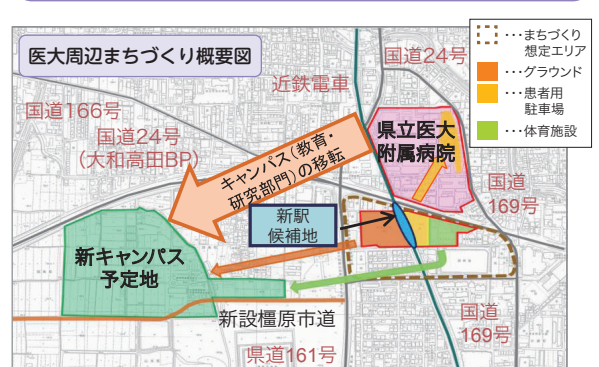 医大周辺まちづくり概要図
国道24号
・・・まちづくり
想定エリア
・・・グラウンド
・・・患者用
駐車場
・・・体育施設
近鉄電車
国道166号
国道24号
(大和高田BP)
キャンパス(教育・
研究部門)の移転
県立医大
附属病院
国道
169号
新駅
候補地
新キャンパス
予定地
新設橿原市道
国道
169号
県道161号